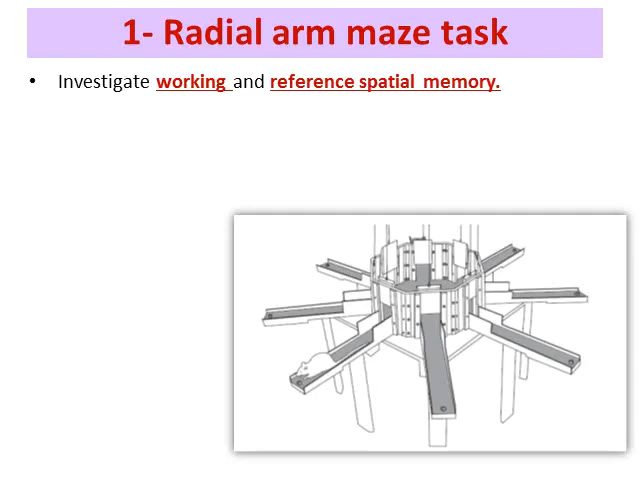 1- Radial arm maze task
• Investigate working and reference spatial memory.